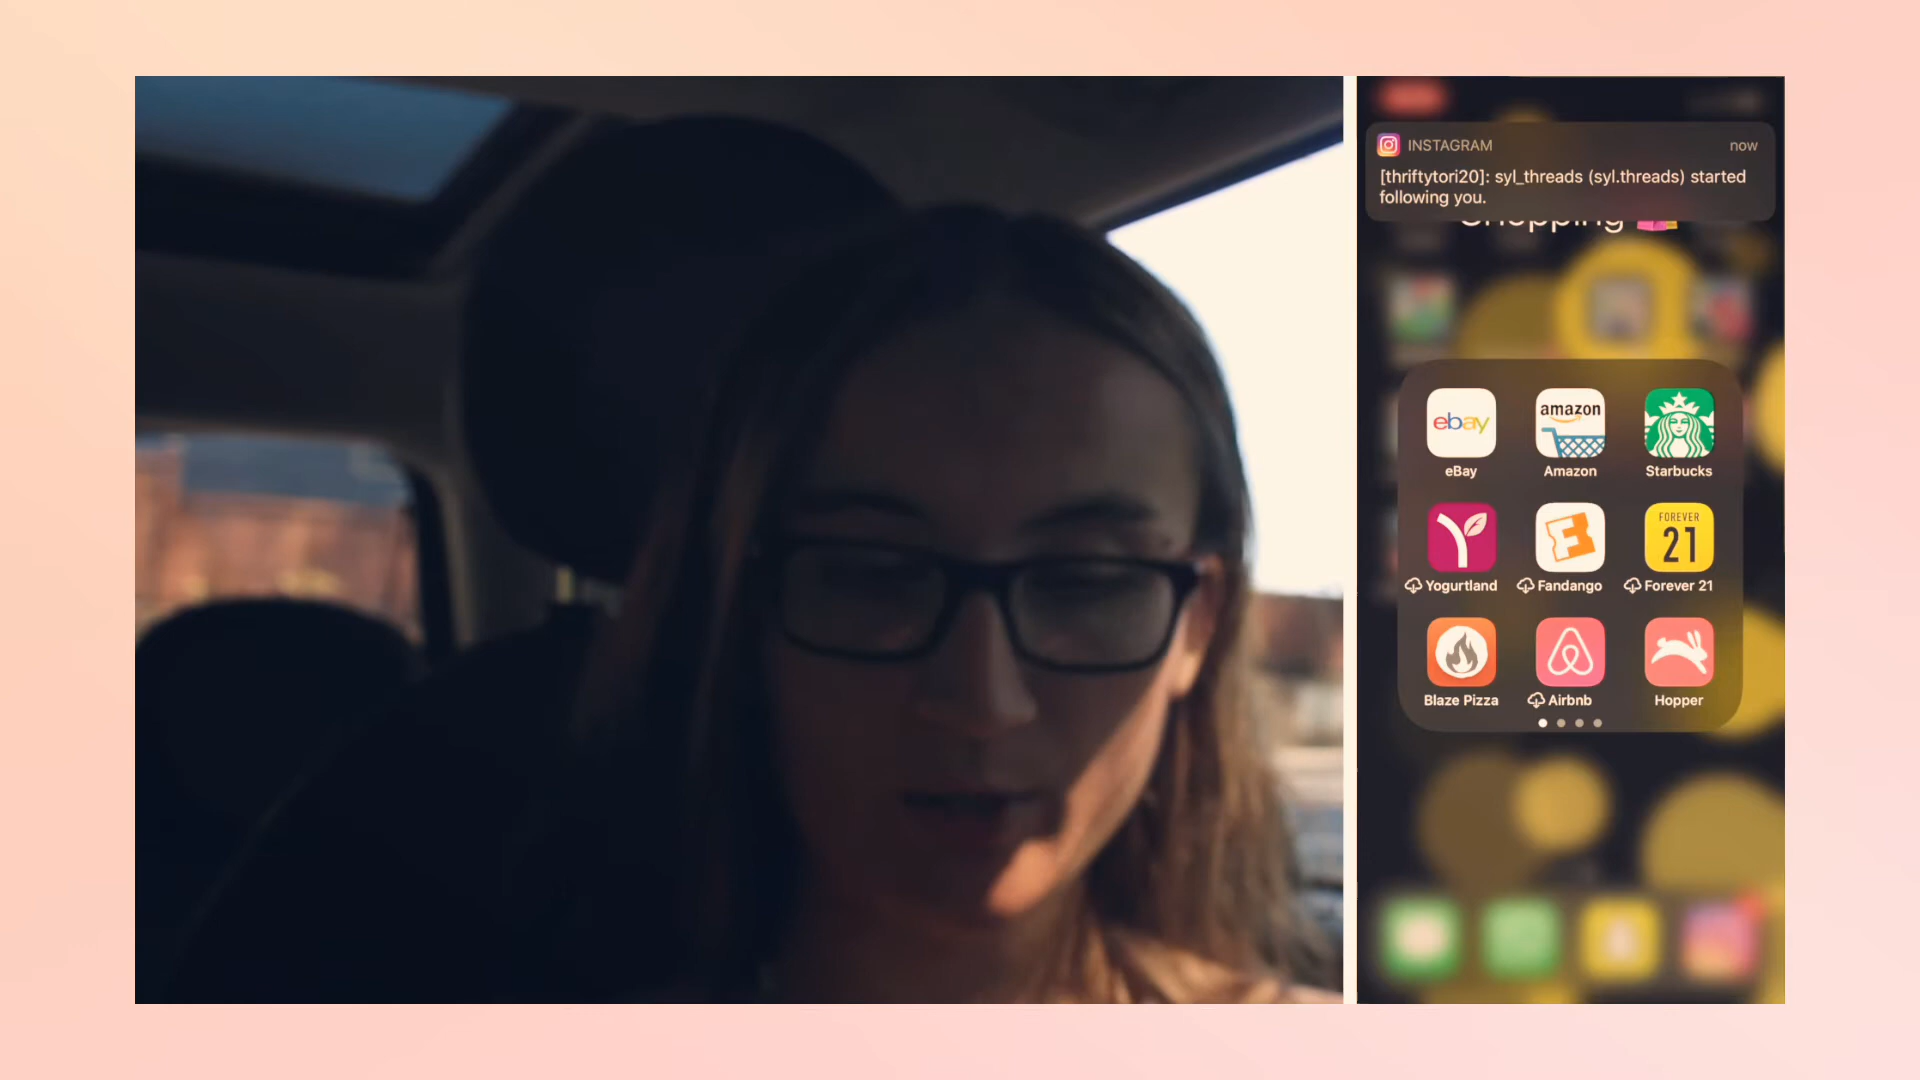 INSTAGRAM now
[thriftytori20]: syl_threads (syl.threads) started
following you.
Shopping
ebay amazon
eBay Amazon Starbucks
FOREVER
21
Yogurtland Fandango Forever 21
Blaze Pizza Airbnb Hopper